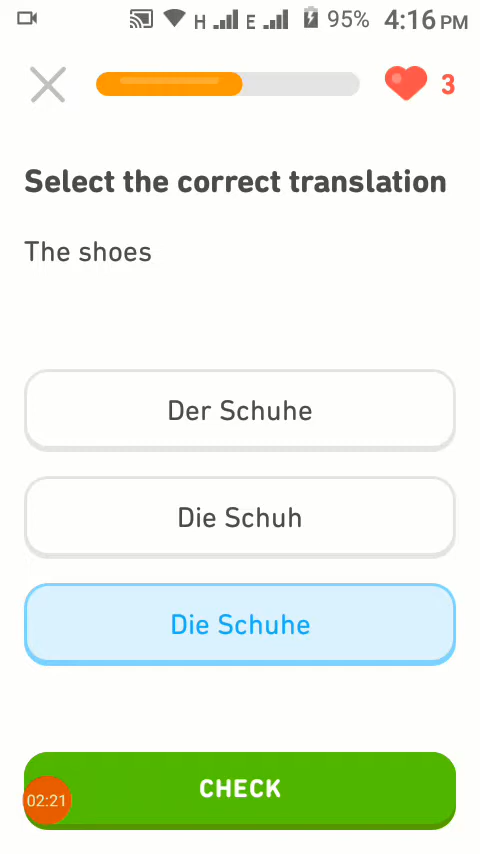 H E 95% 4:16 PM
3
Select the correct translation
The shoes
Der Schuhe
Die Schuh
Die Schuhe
CHECK
02:21